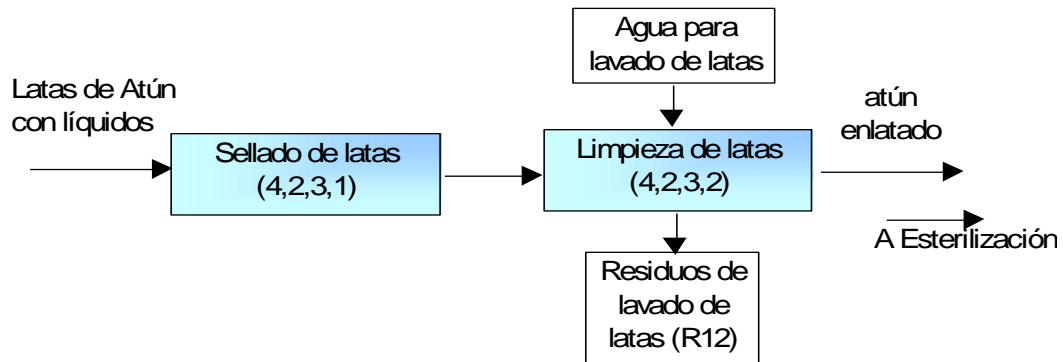 Latas de Atún
con líquidos
Sellado de latas
(4,2,3,1)
Agua para
lavado de latas
Limpieza de latas
(4,2,3,2)
Residuos de
lavado de
latas (R12)
atún
enlatado
A Esterilización